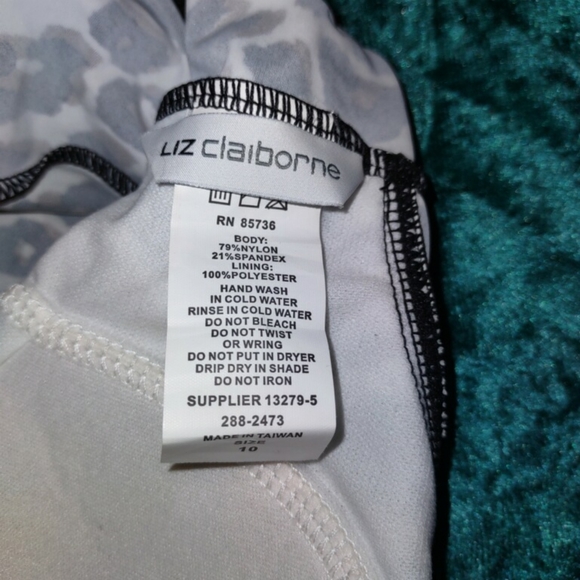 LIZ claiborne
RN 85736
BODY:
79%NYLON
21%SPANDEX
LINING:
100%POLYESTER
HAND WASH
IN COLD WATER
RINSE IN COLD WATER
DO NOT BLEACH
DO NOT TWIST
OR WRING
DO NOT PUT IN DRYER
DRIP DRY IN SHADE
DO NOT IRON
SUPPLIER 13279-5
288-2473
MADE IN TAIWAN
SIZE
10